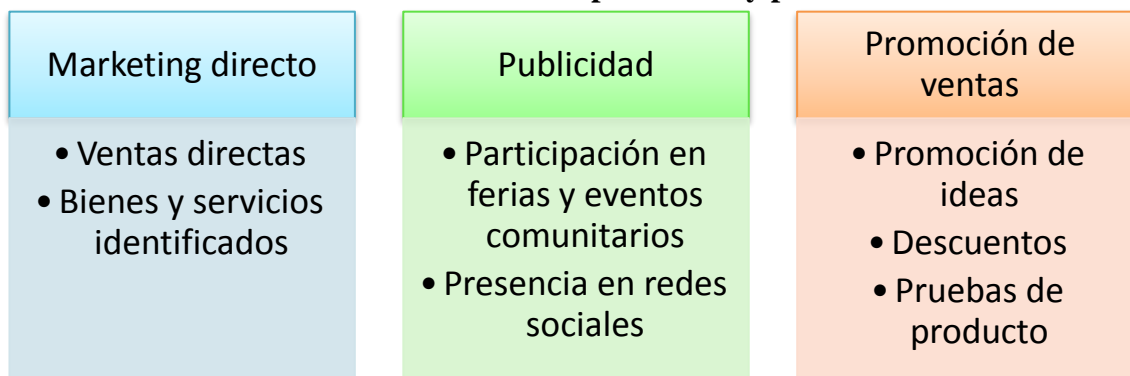 Marketing directo
• Ventas directas
• Bienes y servicios
identificados
Publicidad
• Participación en
ferias y eventos
comunitarios
• Presencia en redes
sociales
Promoción de
ventas
• Promoción de
ideas
• Descuentos
• Pruebas de
producto